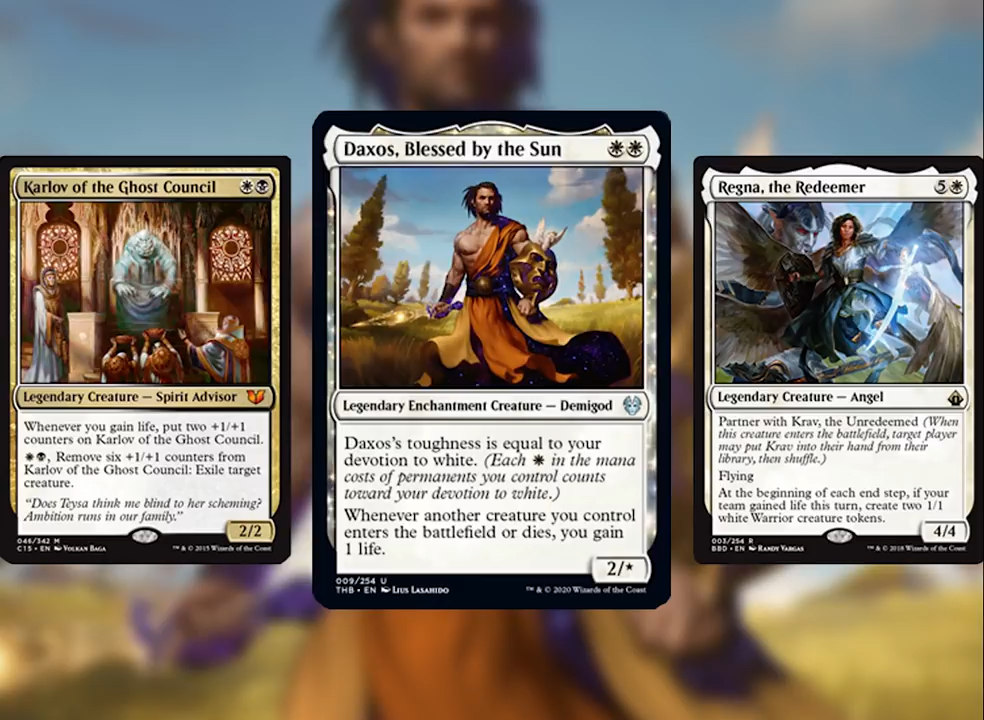 Karlov of the Ghost Council
Legendary Creature — Spirit Advisor
Whenever you gain life, put two +1/+1
counters on Karlov of the Ghost Council.
, Remove six +1/+1 counters from
Karlov of the Ghost Council: Exile target
creature.
"Does Teysa think me blind to her scheming?
Ambition runs in our family."
2/2
046/342 M
C15 • EN Volkan Baga
™ & © 2015 Wizards of the Coast
Daxos, Blessed by the Sun
Legendary Enchantment Creature — Demigod
Daxos's toughness is equal to your
devotion to white. (Each in the mana
costs of permanents you control counts
toward your devotion to white.)
Whenever another creature you control
enters the battlefield or dies, you gain
1 life.
2/*
009/254 U
THB • EN Lius Lasahido
™ & © 2020 Wizards of the Coast
Regna, the Redeemer 5
Legendary Creature — Angel
Partner with Krav, the Unredeemed (When
this creature enters the battlefield, target player
may put Krav into their hand from their
library, then shuffle.)
Flying
At the beginning of each end step, if your
team gained life this turn, create two 1/1
white Warrior creature tokens.
4/4
003/254 R
BBD • EN Randy Vargas
™ & © 2018 Wizards of the Coast